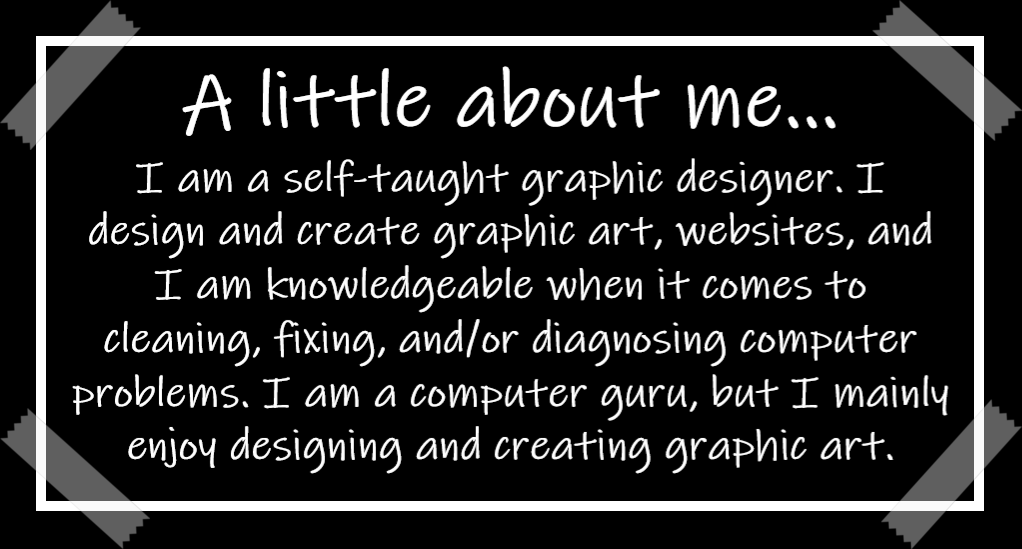 A little about me...
I am a self-taught graphic designer. I
design and create graphic art, websites, and
I am knowledgeable when it comes to
cleaning, fixing, and/or diagnosing computer
problems. I am a computer guru, but I mainly
enjoy designing and creating graphic art.